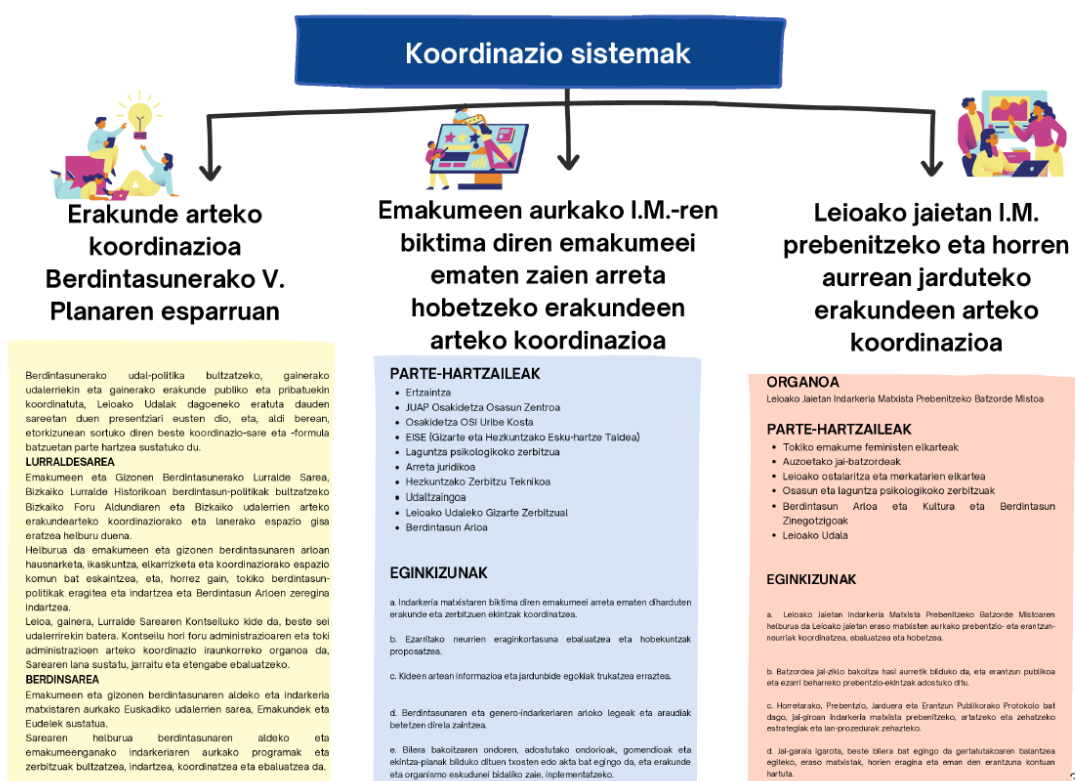 Koordinazio sistemak
Erakunde arteko
koordinazioa
Berdintasunerako V.
Planaren esparruan
Berdintasunerako udal-politika bultzatzeko, gainerako
udalerriekin eta gainerako erakunde publiko eta pribatuekin
koordinatuta, Leioako Udalak dagoeneko eratuta dauden
sareetan duen presentziari eusten dio, eta, aldi berean,
etorkizunean sortuko diren beste koordinazio-sare eta -formula
batzuetan parte hartzea sustatuko du.
LURRALDESAREA
Emakumeen eta Gizonen Berdintasunerako Lurralde Sarea,
Bizkaiko Lurralde Historikoan berdintasun-politikak bultzatzeko
Bizkaiko Foru Aldundiaren eta Bizkaiko udalerrien arteko
erakundearteko koordinaziorako eta lanerako espazio gisa
eratzea helburu duena.
Helburua da emakumeen eta gizonen berdintasunaren arloan
hausnarketa, ikaskuntza, elkarrizketa eta koordinaziorako espazio
komun bat eskaintzea, eta, horrez gain, tokiko berdintasun-
politikak eragitea eta indartzea eta Berdintasun Arloen zeregina
indartzea.
Leioa, gainera, Lurralde Sarearen Kontseiluko kide da, beste sei
udalerrirekin batera. Kontseilu hori foru administrazioaren eta toki
administrazioen arteko koordinazio iraunkorreko organoa da,
Sarearen lana sustatu, jarraitu eta etengabe ebaluatzeko.
BERDINSAREA
Emakumeen eta gizonen berdintasunaren aldeko eta indarkeria
matxistaren aurkako Euskadiko udalerrien sarea, Emakundek eta
Eudelek sustatua.
Sarearen helburua berdintasunaren aldeko eta
emakumeenganako indarkeriaren aurkako programak eta
zerbitzuak bultzatzea, indartzea, koordinatzea eta ebaluatzea da.
Emakumeen aurkako I.M.-ren
biktima diren emakumeei
ematen zaien arreta
hobetzeko erakundeen
arteko koordinazioa
PARTE-HARTZAILEAK
• Ertzaintza
• JUAP Osakidetza Osasun Zentroa
• Osakidetza OSI Uribe Kosta
• EISE (Gizarte eta Hezkuntzako Esku-hartze Taldea)
• Laguntza psikologikoko zerbitzua
• Arreta juridikoa
• Hezkuntzako Zerbitzu Teknikoa
• Udaltzaingoa
• Leioako Udaleko Gizarte Zerbitzual
• Berdintasun Arloa
EGINKIZUNAK
a. Indarkeria matxistaren biktima diren emakumeei arreta ematen diharduten
erakunde eta zerbitzuen ekintzak koordinatzea.
b. Ezarritako neurrien eraginkortasuna ebaluatzea eta hobekuntzak
proposatzea.
c. Kideen artean informazioa eta jardunbide egokiak trukatzea erraztea.
d. Berdintasunaren eta genero-indarkeriaren arloko legeak eta araudiak
betetzen direla zaintzea.
e. Bilera bakoitzaren ondoren, adostutako ondorioak, gomendioak eta
ekintza-planak bilduko dituen txosten edo akta bat egingo da, eta erakunde
eta organismo eskudunei bidaliko zaie, inplementatzeko.
Leioako jaietan I.M.
prebenitzeko eta horren
aurrean jarduteko
erakundeen arteko
koordinazioa
ORGANOA
Leioako Jaietan Indarkeria Matxista Prebenitzeko Batzorde Mistoa
PARTE-HARTZAILEAK
• Tokiko emakume feministen elkarteak
• Auzoetako jai-batzordeak
• Leioako ostalaritza eta merkatarien elkartea
• Osasun eta laguntza psikologikoko zerbitzuak
• Berdintasun Arloa eta Kultura eta Berdintasun
Zinegotzigoak
• Leioako Udala
EGINKIZUNAK
a. Leioako Jaietan Indarkeria Matxista Prebenitzeko Batzorde Mistoaren
helburua da Leioako jaietan eraso matxisten aurkako prebentzio- eta erantzun-
neurriak koordinatzea, ebaluatzea eta hobetzea.
b. Batzordea jai-ziklo bakoitza hasi aurretik bilduko da, eta erantzun publikoa
eta ezarri beharreko prebentzio-ekintzak adostuko ditu.
c. Horretarako, Prebentzio, Jarduera eta Erantzun Publikorako Protokolo bat
dago, jai-giroan indarkeria matxista prebenitzeko, artatzeko eta zehatzeko
estrategiak eta lan-prozedurak zehazteko.
d. Jai-garaia igarota, beste bilera bat egingo da gertatutakoaren balantzea
egiteko, eraso matxistak, horien eragina eta eman den erantzuna kontuan
hartuta.